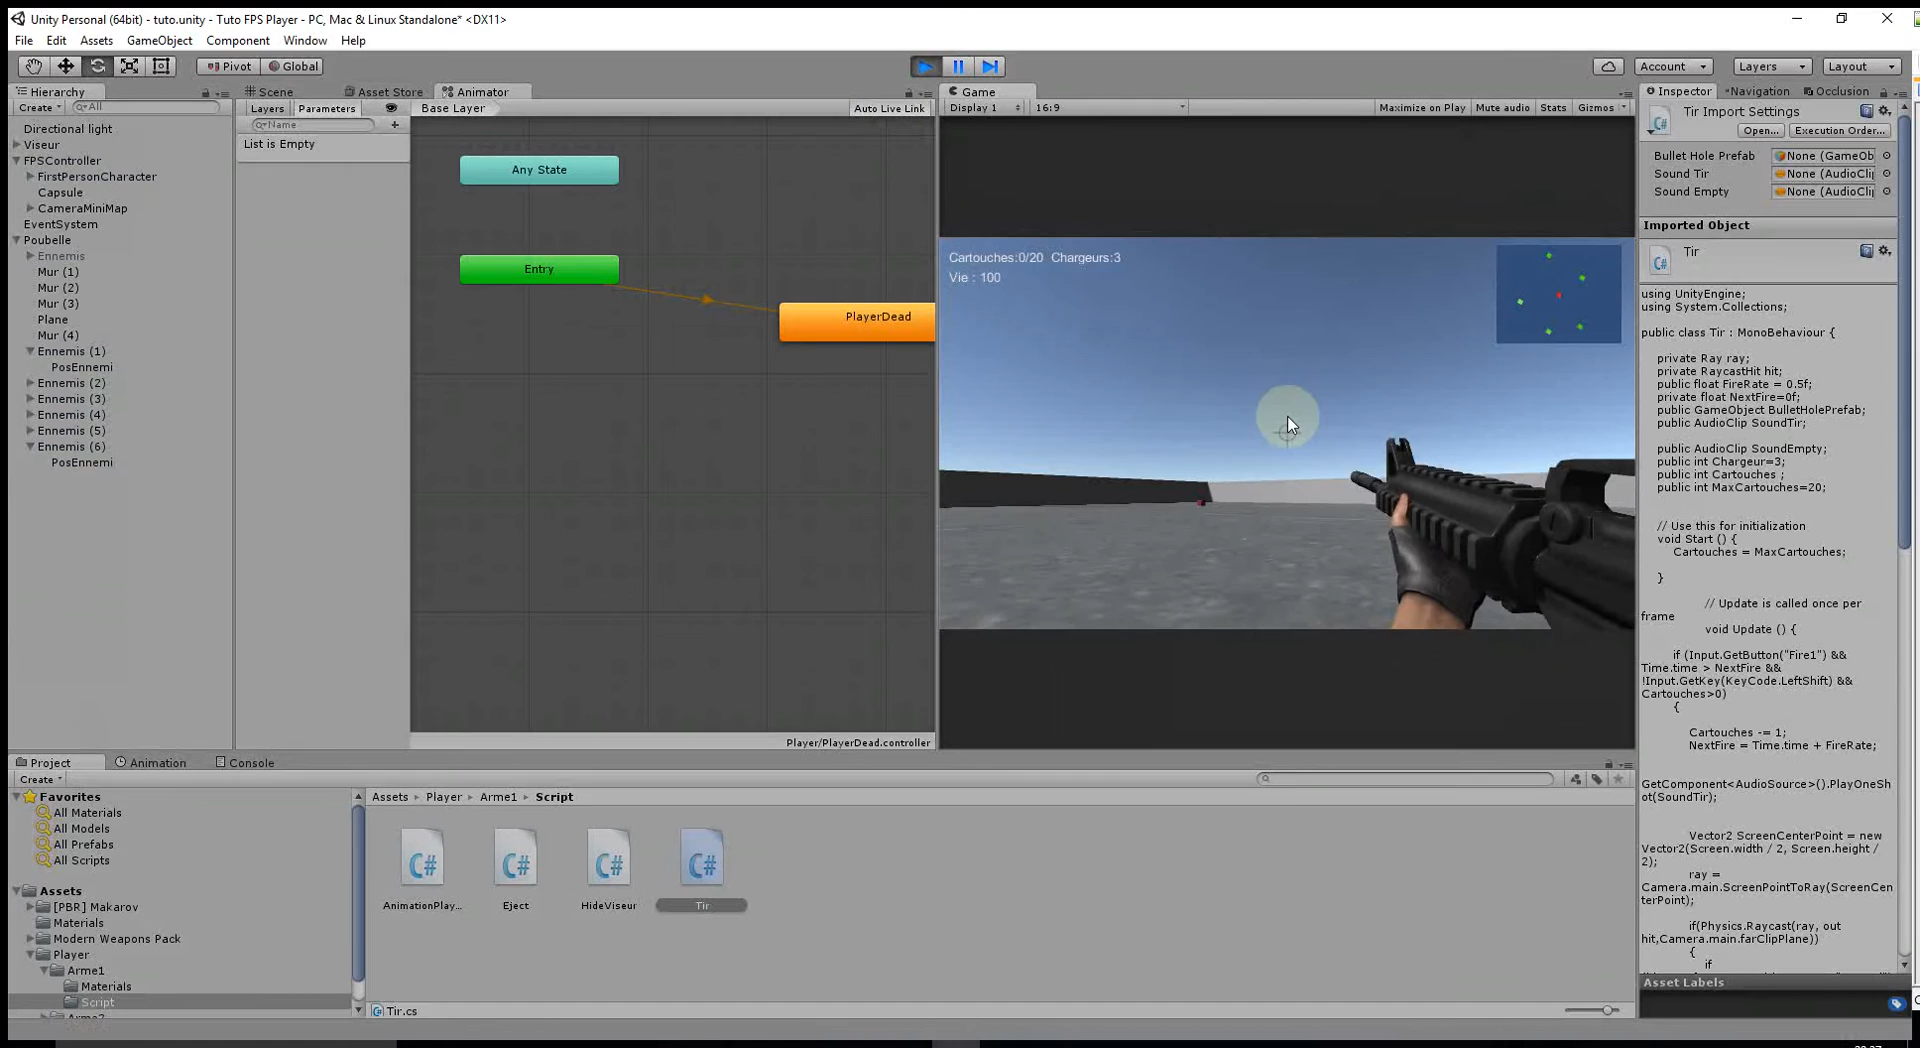 Unity Personal (64bit) - tuto.unity - Tuto FPS Player - PC, Mac & Linux Standalone* <DX11>
File Edit Assets GameObject Component Window Help
Pivot Global Account Layers Layout
Hierarchy
Create All
Directional light
Viseur
FPSController
FirstPersonCharacter
Capsule
CameraMiniMap
EventSystem
Poubelle
Ennemis
Mur (1)
Mur (2)
Mur (3)
Plane
Mur (4)
Ennemis (1)
PosEnnemi
Ennemis (2)
Ennemis (3)
Ennemis (4)
Ennemis (5)
Ennemis (6)
PosEnnemi
Scene Asset Store Animator
Layers Parameters Base Layer Auto Live Link
Name
List is Empty
Any State
Entry
PlayerDead
Player/PlayerDead.controller
Game
Display 1 16:9 Maximize on Play Mute audio Stats Gizmos
Cartouches:0/20 Chargeurs:3
Vie : 100
Inspector Navigation Occlusion
Tir Import Settings
Open... Execution Order...
Bullet Hole Prefab None (GameOb
Sound Tir None (AudioCli
Sound Empty None (AudioCli
Imported Object
Tir
using UnityEngine;
using System.Collections;
public class Tir : MonoBehaviour {
private Ray ray;
private RaycastHit hit;
public float FireRate = 0.5f;
private float NextFire=0f;
public GameObject BulletHolePrefab;
public AudioClip SoundTir;
public AudioClip SoundEmpty;
public int Chargeur=3;
public int Cartouches ;
public int MaxCartouches=20;
// Use this for initialization
void Start () {
Cartouches = MaxCartouches;
}
// Update is called once per
frame
void Update () {
if (Input.GetButton("Fire1") &&
Time.time > NextFire &&
!Input.GetKey(KeyCode.LeftShift) &&
Cartouches>0)
{
Cartouches -= 1;
NextFire = Time.time + FireRate;
GetComponent<AudioSource>().PlayOneSh
ot(SoundTir);
Vector2 ScreenCenterPoint = new
Vector2(Screen.width / 2, Screen.height /
2);
ray =
Camera.main.ScreenPointToRay(ScreenCen
terPoint);
if(Physics.Raycast(ray, out
hit,Camera.main.farClipPlane))
{
if
Asset Labels
Project Animation Console
Create
Favorites
All Materials
All Models
All Prefabs
All Scripts
Assets
[PBR] Makarov
Materials
Modern Weapons Pack
Player
Arme1
Materials
Script
Assets Player Arme1 Script
AnimationPlay... Eject HideViseur Tir
Tir.cs